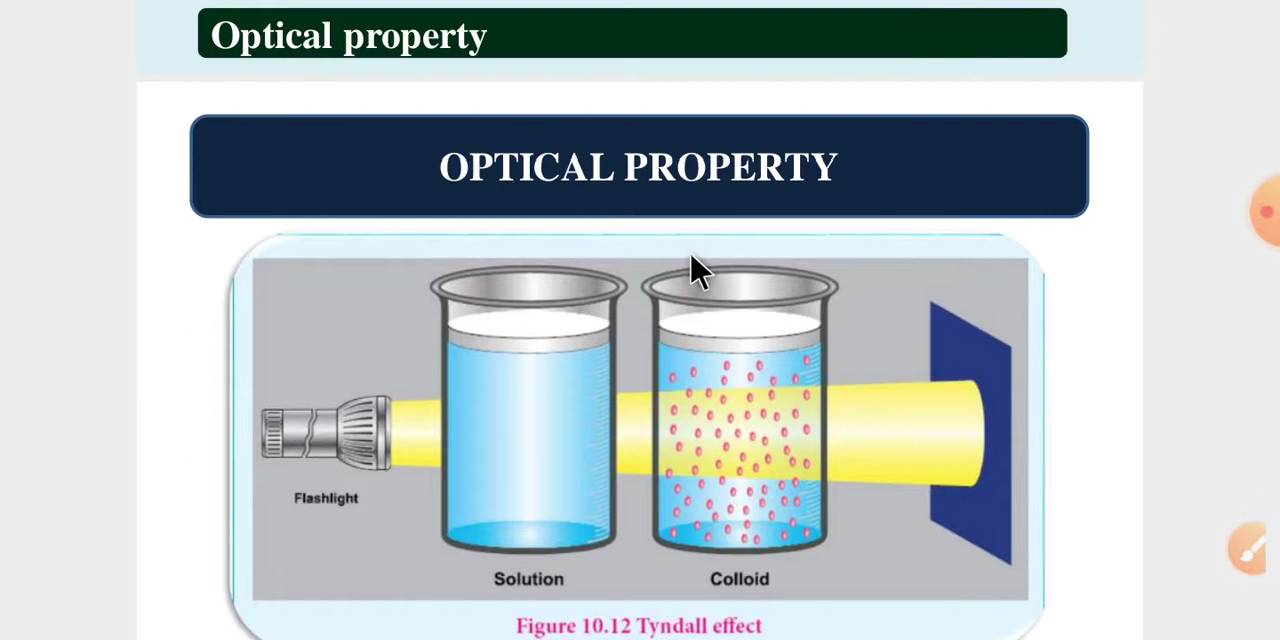 Optical property
OPTICAL PROPERTY
Flashlight
Solution
Colloid
Figure 10.12 Tyndall effect